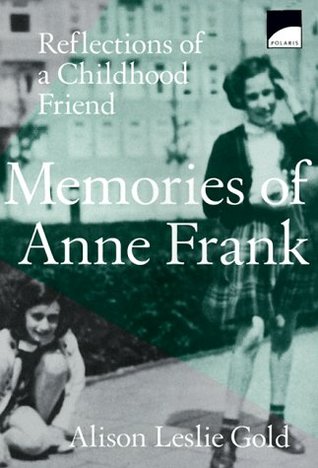 Reflections of
a Childhood
Friend
POLARIS
Memories of
Anne Frank
Alison Leslie Gold